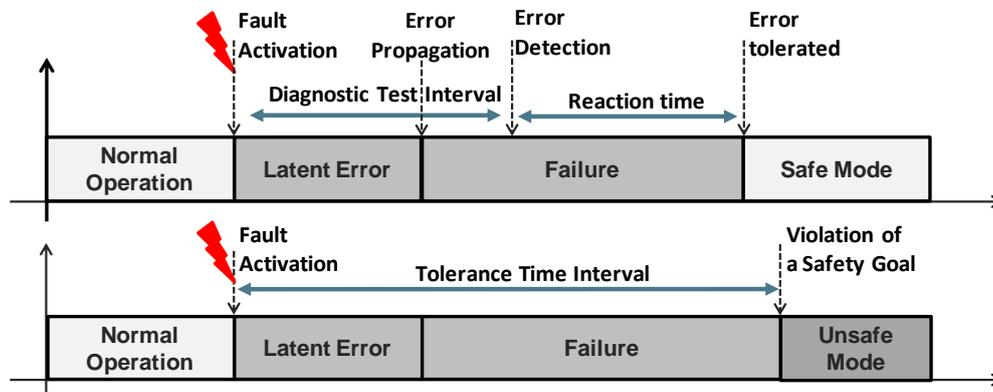 Fault
Activation
Error
Propagation
Error
Detection
Error
tolerated
Diagnostic Test Interval
Reaction time
Normal
Operation
Latent Error
Failure
Safe Mode
Fault
Activation
Tolerance Time Interval
Violation of
a Safety Goal
Normal
Operation
Latent Error
Failure
Unsafe
Mode